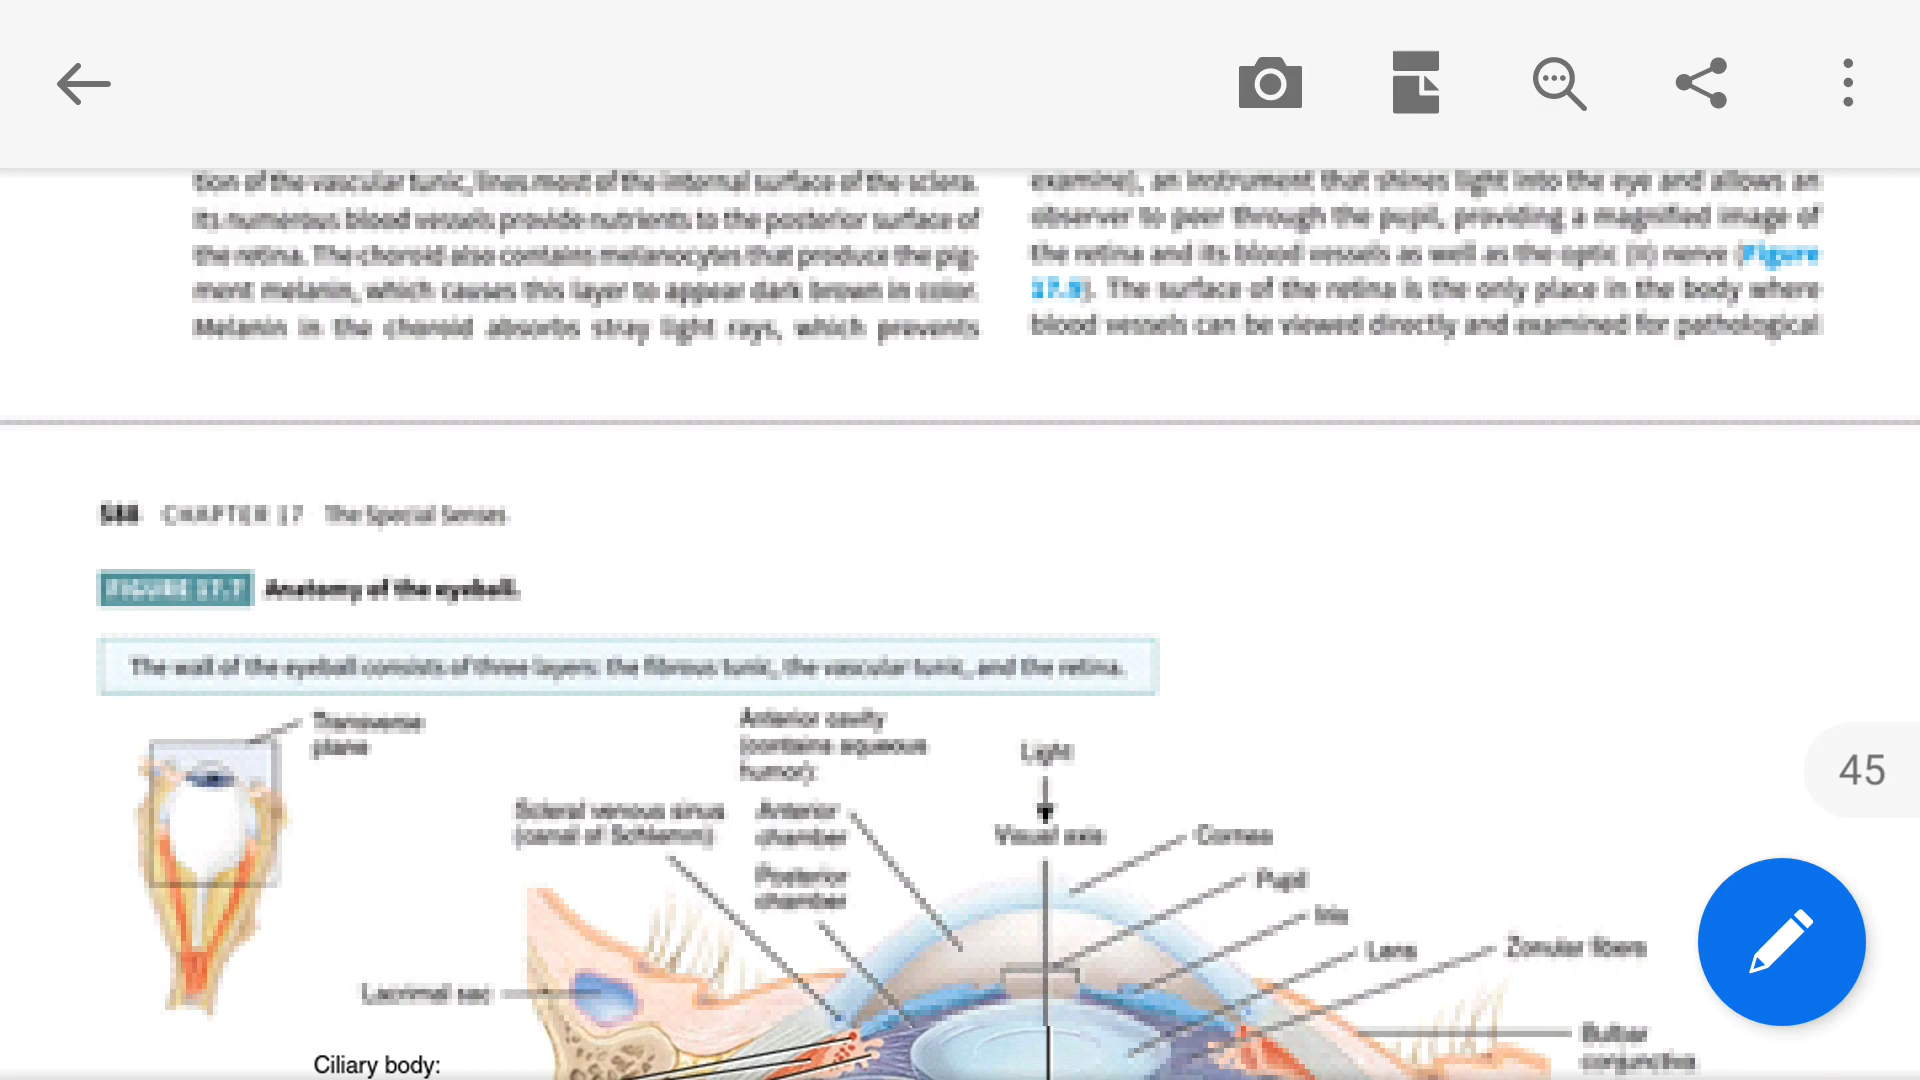 tion of the vascular tunic, lines most of the internal surface of the sclera.
Its numerous blood vessels provide nutrients to the posterior surface of
the retina. The choroid also contains melanocytes that produce the pig-
ment melanin, which causes this layer to appear dark brown in color.
Melanin in the choroid absorbs stray light rays, which prevents
examine), an instrument that shines light into the eye and allows an
observer to peer through the pupil, providing a magnified image of
the retina and its blood vessels as well as the optic (II) nerve (Figure
17.9). The surface of the retina is the only place in the body where
blood vessels can be viewed directly and examined for pathological
CHAPTER 17 The Special Senses
FIGURE 17.7 Anatomy of the eyeball.
The wall of the eyeball consists of three layers: the fibrous tunic, the vascular tunic, and the retina.
Transverse
plane
Anterior cavity
(contains aqueous
humor):
Light
Scleral venous sinus
(canal of Schlemm)
Anterior
chamber
Visual axis
Cornea
Posterior
chamber
Pupil
Iris
Lens
Zonular fibers
Lacrimal sac
Bulbar
conjunctiva
Ciliary body:
45